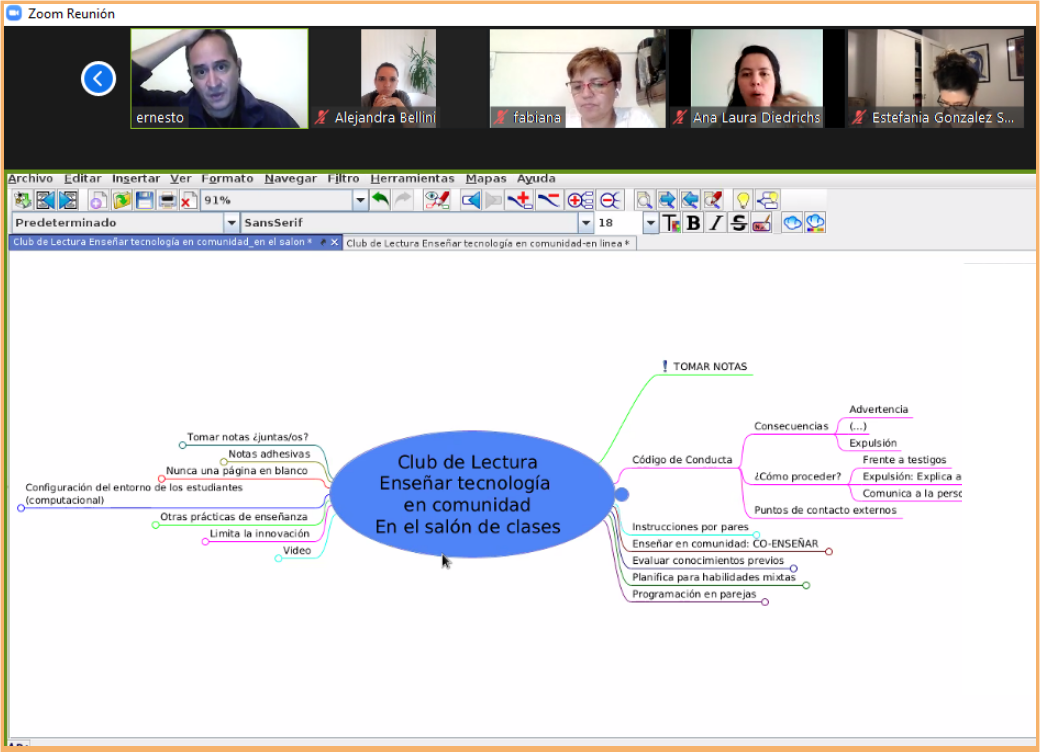 Zoom Reunión
ernesto
Alejandra Bellini
fabiana
Ana Laura Diedrichs
Estefania Gonzalez S...
Archivo Editar Insertar Ver Formato Navegar Filtro Herramientas Mapas Ayuda
91%
Predeterminado SansSerif 18 T B I S
Club de Lectura Enseñar tecnología en comunidad_en el salon * Club de Lectura Enseñar tecnología en comunidad-en linea *
TOMAR NOTAS
Tomar notas ¿juntas/os?
Notas adhesivas
Nunca una página en blanco
Configuración del entorno de los estudiantes
(computacional)
Otras prácticas de enseñanza
Limita la innovación
Video
Club de Lectura
Enseñar tecnología
en comunidad
En el salón de clases
Código de Conducta
Consecuencias
Advertencia
(...)
Expulsión
¿Cómo proceder?
Frente a testigos
Expulsión: Explica a
Comunica a la perso
Puntos de contacto externos
Instrucciones por pares
Enseñar en comunidad: CO-ENSEÑAR
Evaluar conocimientos previos
Planifica para habilidades mixtas
Programación en parejas